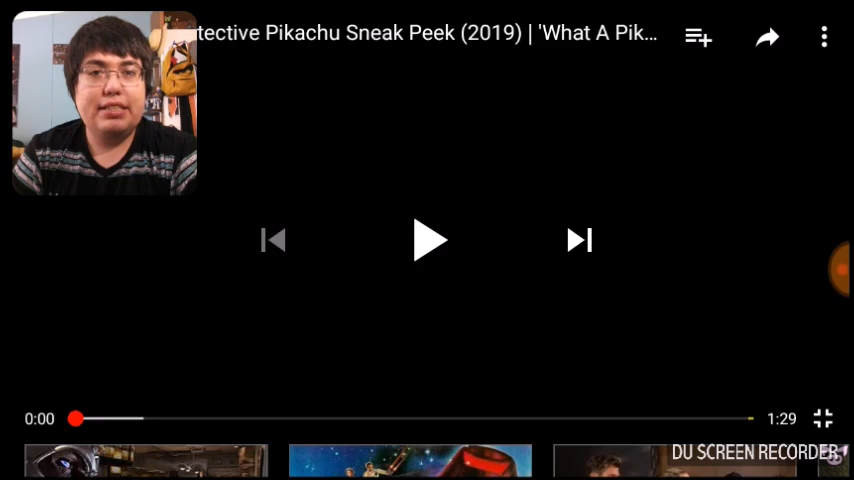 tective Pikachu Sneak Peek (2019) | 'What A Pik...
0:00
1:29
DU SCREEN RECORDER